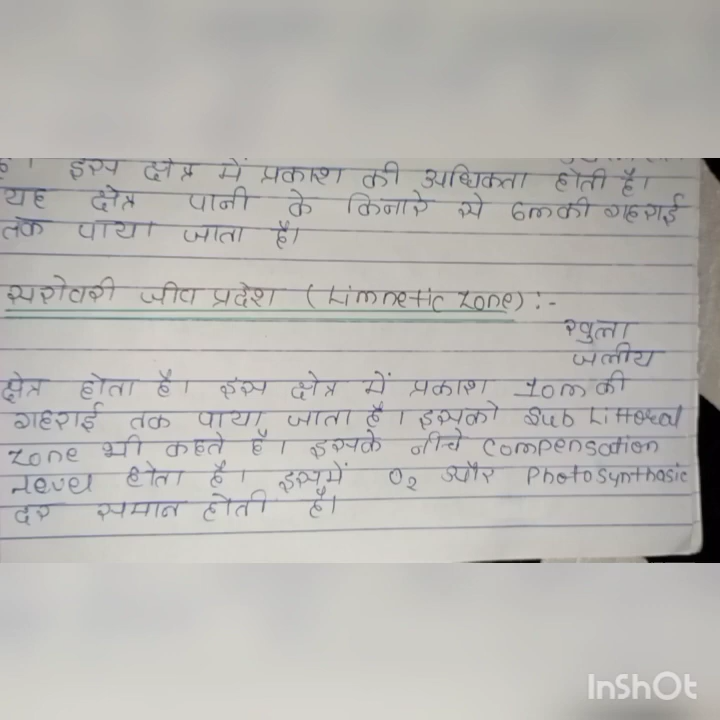 है। इस क्षेत्र में प्रकाश की अधिकता होती है।
यह क्षेत्र पानी के किनारे से 6m की गहराई
तक पाया जाता है।
सरोवरी जीव प्रदेश (Limnetic zone) :-
खुला
जलीय
क्षेत्र होता है। इस क्षेत्र में प्रकाश 10m की
गहराई तक पाया जाता है। इसको Sub Littoral
zone भी कहते है। इसके नीचे Compensation
level होता है। इसमें O₂ और Photosynthasic
दर समान होती है।
InShOt